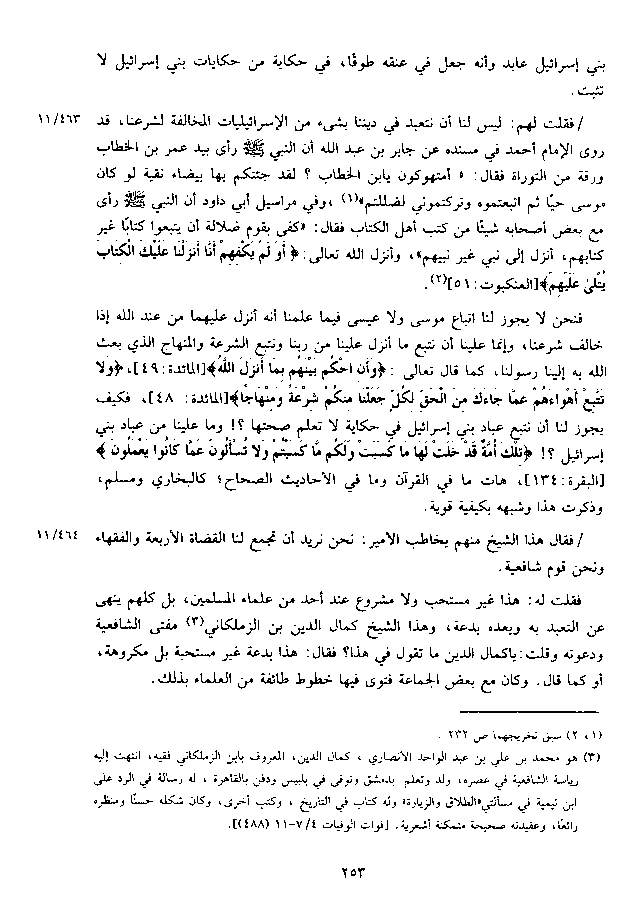 بني إسرائيل عابد وأنه جعل في عنقه طوقًا، في حكاية من حكايات بني إسرائيل لا
تثبت.
١١/٤٦٣
/ فقلت لهم: ليس لنا أن نتعبد في ديننا بشىء من الإسرائيليات المخالفة لشرعنا، قد
روى الإمام أحمد في مسنده عن جابر بن عبد الله أن النبي ﷺ رأى بيد عمر بن الخطاب
ورقة من التوراة فقال: « أمتهوكون يابن الخطاب ؟ لقد جئتكم بها بيضاء نقية لو كان
موسى حيًا ثم اتبعتموه وتركتموني لضللتم»(١) ،وفي مراسيل أبي داود أن النبي ﷺ رأى
مع بعض أصحابه شيئًا من كتب أهل الكتاب فقال: «كفى بقوم ضلالة أن يتبعوا كتابًا غير
كتابهم، أنزل إلى نبي غير نبيهم»، وأنزل الله تعالى:﴿ أَوَ لَمْ يَكْفِهِمْ أَنَّا أَنزَلْنَا عَلَيْكَ الْكِتَابَ
يُتْلَىٰ عَلَيْهِمْ﴾[العنكبوت:٥١](٢).
فنحن لا يجوز لنا اتباع موسى ولا عيسى فيما علمنا أنه أنزل عليهما من عند الله إذا
خالف شرعنا، وإنما علينا أن نتبع ما أنزل علينا من ربنا ونتبع الشرعة والمنهاج الذي بعث
الله به إلينا رسولنا، كما قال تعالى :﴿وَأَنِ احْكُم بَيْنَهُم بِمَا أَنزَلَ اللَّهُ﴾[المائدة:٤٩]، ﴿وَلا
تَتَّبِعْ أَهْوَاءَهُمْ عَمَّا جَاءَكَ مِنَ الْحَقِّ لِكُلٍّ جَعَلْنَا مِنكُمْ شِرْعَةً وَمِنْهَاجًا﴾[المائدة: ٤٨]، فكيف
يجوز لنا أن نتبع عباد بني إسرائيل في حكاية لا تعلم صحتها ؟! وما علينا من عباد بني
إسرائيل ؟! ﴿تِلْكَ أُمَّةٌ قَدْ خَلَتْ لَهَا مَا كَسَبَتْ وَلَكُم مَّا كَسَبْتُمْ وَلا تُسْأَلُونَ عَمَّا كَانُوا يَعْمَلُونَ ﴾
[البقرة:١٣٤]، هات ما في القرآن وما في الأحاديث الصحاح؛ كالبخاري ومسلم،
وذكرت هذا وشبهه بكيفية قوية.
١١/٤٦٤
/ فقال هذا الشيخ منهم يخاطب الأمير: نحن نريد أن تجمع لنا القضاة الأربعة والفقهاء
ونحن قوم شافعية.
فقلت له: هذا غير مستحب ولا مشروع عند أحد من علماء المسلمين، بل كلهم ينهى
عن التعبد به ويعده بدعة، وهذا الشيخ كمال الدين بن الزملكاني(٣) مفتى الشافعية
ودعوته وقلت:ياكمال الدين ما تقول في هذا؟ فقال: هذا بدعة غير مستحبة بل مكروهة،
أو كما قال. وكان مع بعض الجماعة فتوى فيها خطوط طائفة من العلماء بذلك.
(١، ٢) سبق تخريجهما ص ٢٣٢ .
(٣) هو محمد بن علي بن عبد الواحد الأنصاري ، كمال الدين، المعروف بابن الزملكاني فقيه، انتهت إليه
رياسة الشافعية في عصره، ولد وتعلم بدمشق وتوفى في بلبيس ودفن بالقاهرة ، له رسالة في الرد على
ابن تيمية في مسألتي«الطلاق والزيارة» وله كتاب في التاريخ ، وكتب أخرى، وكان شكله حسنًا ومنظره
رائعًا، وعقيدته صحيحة متمكنة أشعرية. [فوات الوفيات ٧/٤-١١ (٤٨٨)].
٢٥٣